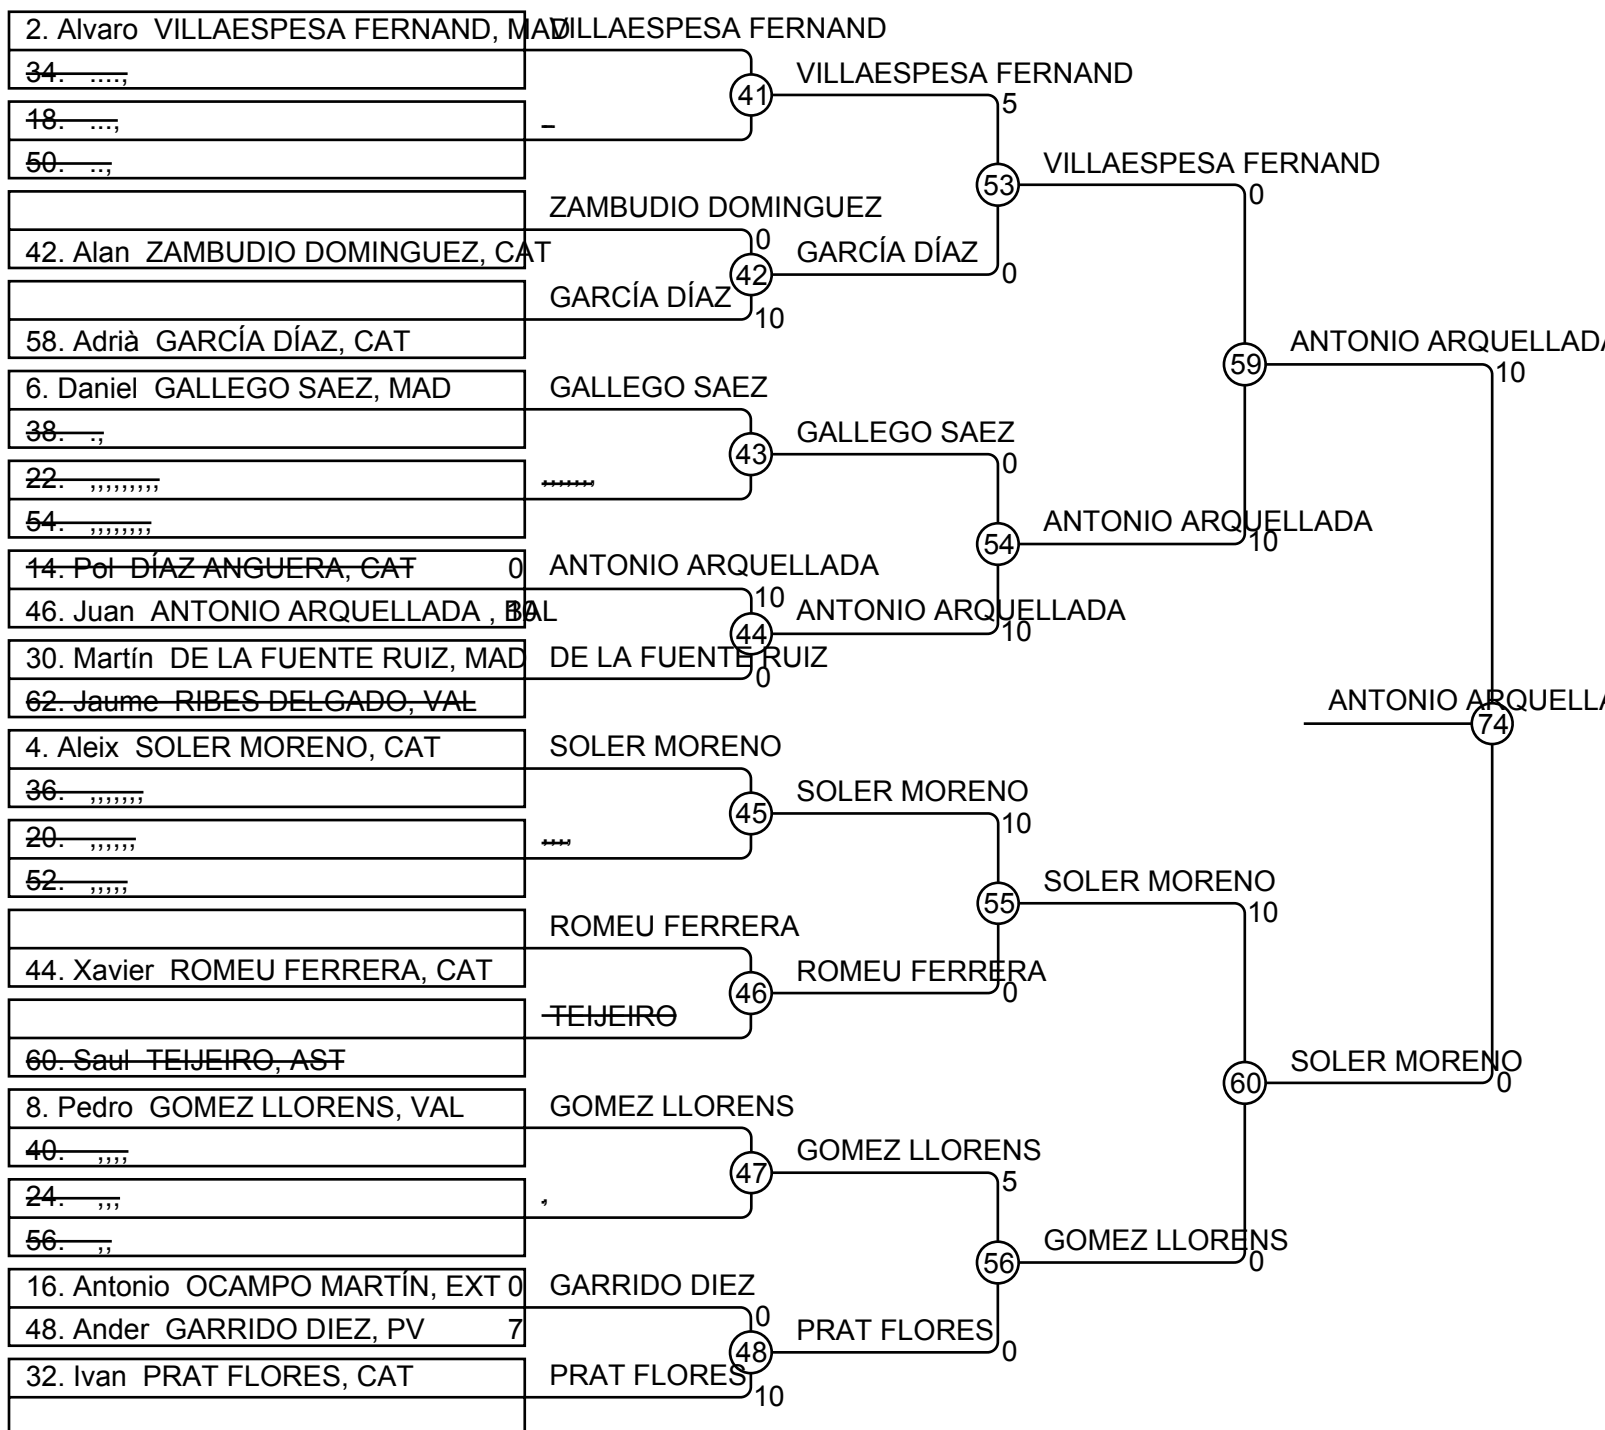 2. Alvaro VILLAESPESA FERNAND, MAD
VILLAESPESA FERNAND
34. ....,
41
VILLAESPESA FERNAND
5
18. ...,
–
50. ..,
53
VILLAESPESA FERNAND
0
ZAMBUDIO DOMINGUEZ
0
42. Alan ZAMBUDIO DOMINGUEZ, CAT
42
GARCÍA DÍAZ
0
GARCÍA DÍAZ
10
58. Adrià GARCÍA DÍAZ, CAT
59
ANTONIO ARQUELLADA
10
6. Daniel GALLEGO SAEZ, MAD
GALLEGO SAEZ
38. .,
43
GALLEGO SAEZ
0
22. ,,,,,,,,,
,,,,,,,
54. ,,,,,,,,
54
ANTONIO ARQUELLADA
10
14. Pol DÍAZ ANGUERA, CAT 0
ANTONIO ARQUELLADA
10
46. Juan ANTONIO ARQUELLADA , BAL 10
44
ANTONIO ARQUELLADA
10
30. Martín DE LA FUENTE RUIZ, MAD
DE LA FUENTE RUIZ
0
62. Jaume RIBES DELGADO, VAL
ANTONIO ARQUELLA
74
4. Aleix SOLER MORENO, CAT
SOLER MORENO
36. ,,,,,,,
45
SOLER MORENO
10
20. ,,,,,,
,,,,
52. ,,,,,
55
SOLER MORENO
10
ROMEU FERRERA
44. Xavier ROMEU FERRERA, CAT
46
ROMEU FERRERA
0
TEIJEIRO
60. Saul TEIJEIRO, AST
60
SOLER MORENO
0
8. Pedro GOMEZ LLORENS, VAL
GOMEZ LLORENS
40. ,,,,
47
GOMEZ LLORENS
5
24. ,,,
,
56. ,,
56
GOMEZ LLORENS
0
16. Antonio OCAMPO MARTÍN, EXT 0
GARRIDO DIEZ
0
48. Ander GARRIDO DIEZ, PV 7
48
PRAT FLORES
0
32. Ivan PRAT FLORES, CAT
PRAT FLORES
10